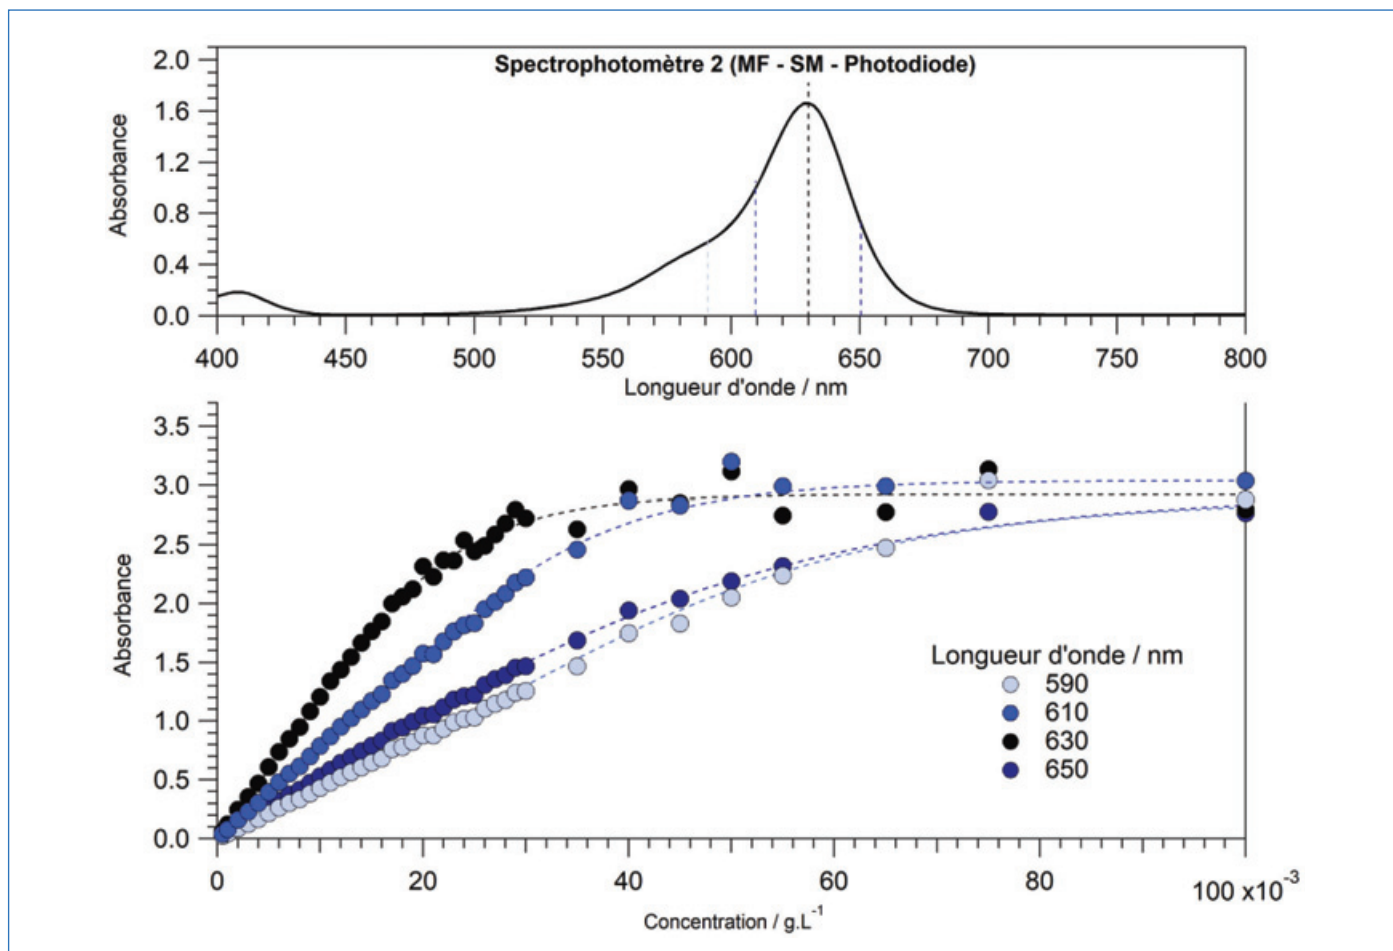 Spectrophotomètre 2 (MF - SM - Photodiode)
2.0
1.6
1.2
0.8
0.4
0.0
Absorbance
400 450 500 550 600 650 700 750 800
Longueur d'onde / nm
3.5
3.0
2.5
2.0
1.5
1.0
0.5
0.0
Absorbance
Longueur d'onde / nm
590
610
630
650
0 20 40 60 80 100 x10⁻³
Concentration / g.L⁻¹